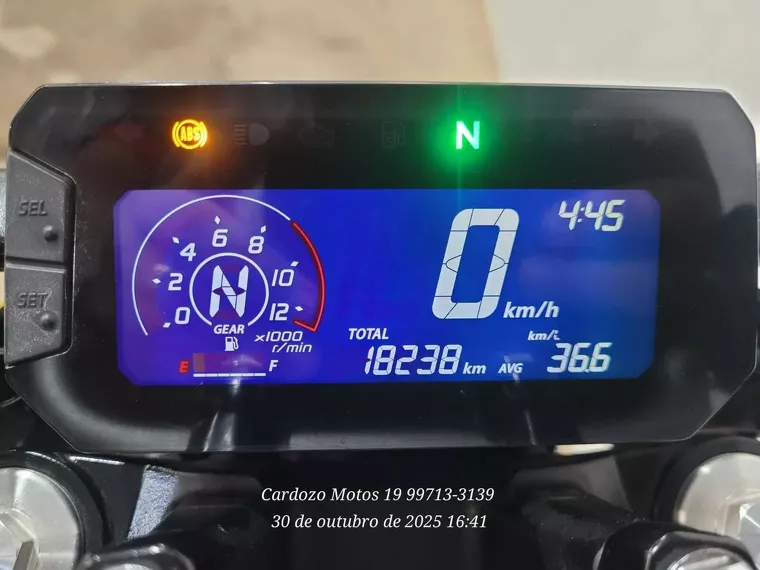 ABS
N
SEL
4:45
6
4 8
2 N 10
0 12
0 km/h
SET
GEAR
x1000
r/min
TOTAL
km/L
E F
18238 km AVG 36.6
Cardozo Motos 19 99713-3139
30 de outubro de 2025 16:41